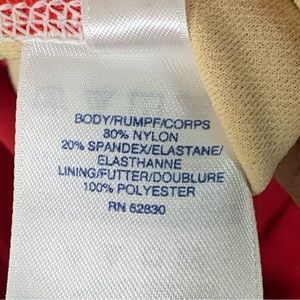 BODY/RUMPF/CORPS
80% NYLON
20% SPANDEX/ELASTANE/
ELASTHANNE
LINING/FUTTER/DOUBLURE
100% POLYESTER
RN 52830